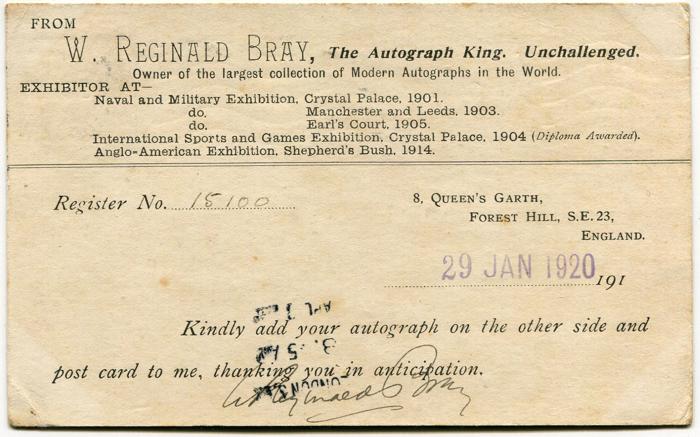 FROM
W. REGINALD BRAY, The Autograph King. Unchallenged.
Owner of the largest collection of Modern Autographs in the World.
EXHIBITOR AT—
Naval and Military Exhibition, Crystal Palace, 1901.
do. Manchester and Leeds, 1903.
do. Earl's Court, 1905.
International Sports and Games Exhibition, Crystal Palace, 1904 (Diploma Awarded).
Anglo-American Exhibition, Shepherd's Bush, 1914.
Register No. 15100
8, QUEEN'S GARTH,
FOREST HILL, S.E. 23,
ENGLAND.
29 JAN 1920
191
Kindly add your autograph on the other side and
post card to me, thanking you in anticipation.
W Reginald Bray